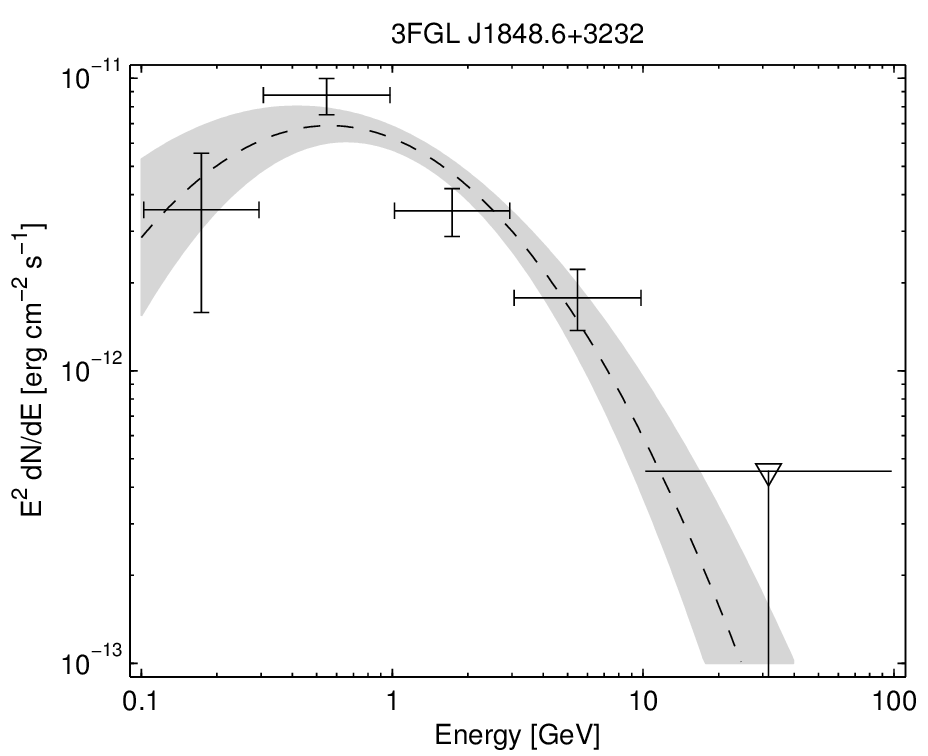 3FGL J1848.6+3232
10⁻¹¹
10⁻¹²
10⁻¹³
E² dN/dE [erg cm⁻² s⁻¹]
0.1 1 10 100
Energy [GeV]